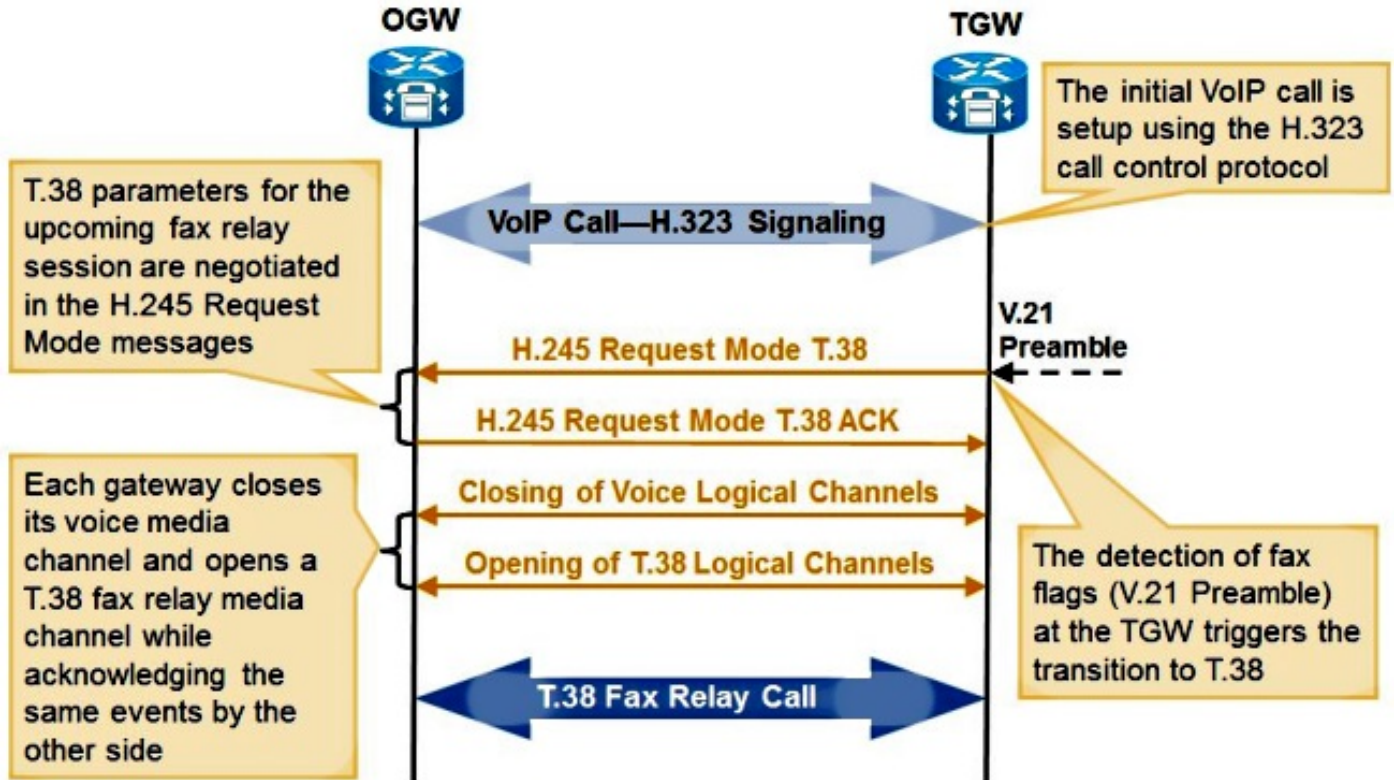 OGW
TGW
The initial VoIP call is
setup using the H.323
call control protocol
T.38 parameters for the
upcoming fax relay
session are negotiated
in the H.245 Request
Mode messages
VoIP Call—H.323 Signaling
V.21
Preamble
H.245 Request Mode T.38
H.245 Request Mode T.38 ACK
Each gateway closes
its voice media
channel and opens a
T.38 fax relay media
channel while
acknowledging the
same events by the
other side
Closing of Voice Logical Channels
Opening of T.38 Logical Channels
The detection of fax
flags (V.21 Preamble)
at the TGW triggers the
transition to T.38
T.38 Fax Relay Call